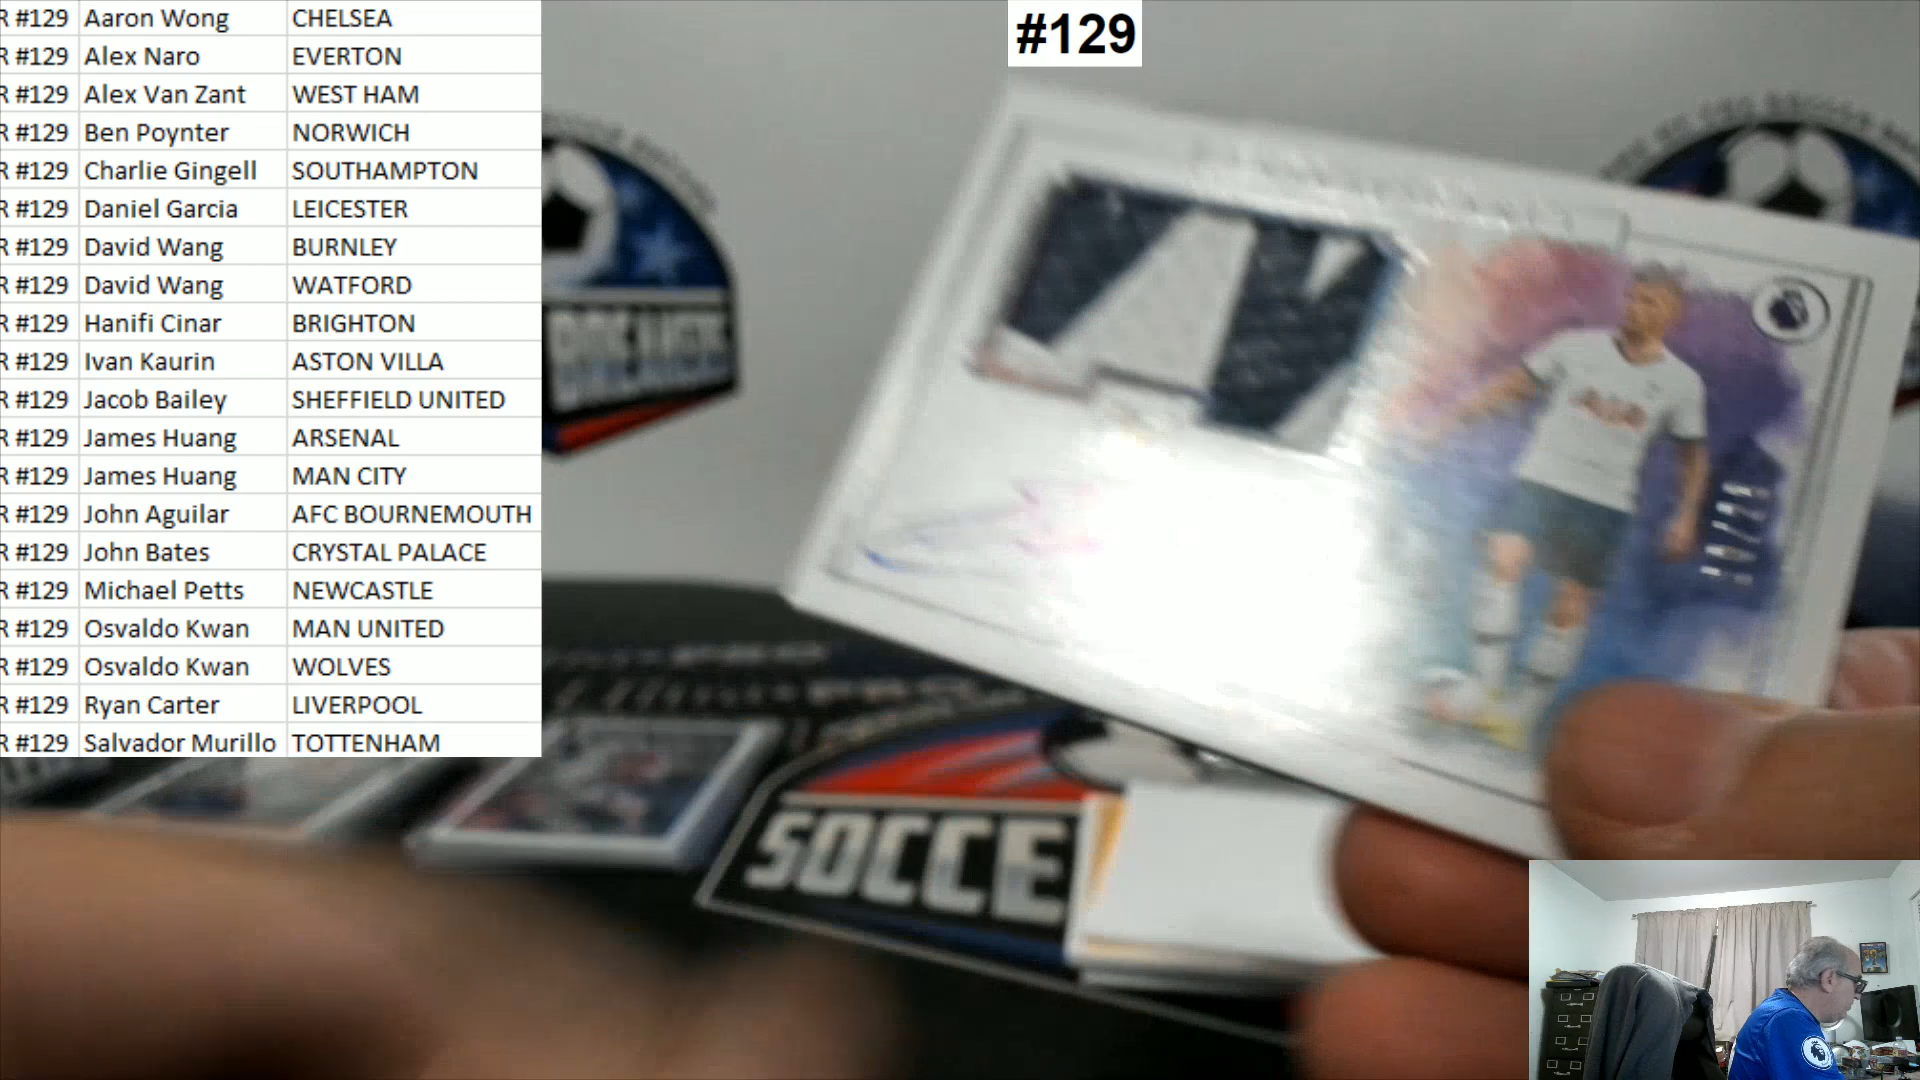 R #129 Aaron Wong CHELSEA
R #129 Alex Naro EVERTON
R #129 Alex Van Zant WEST HAM
R #129 Ben Poynter NORWICH
R #129 Charlie Gingell SOUTHAMPTON
R #129 Daniel Garcia LEICESTER
R #129 David Wang BURNLEY
R #129 David Wang WATFORD
R #129 Hanifi Cinar BRIGHTON
R #129 Ivan Kaurin ASTON VILLA
R #129 Jacob Bailey SHEFFIELD UNITED
R #129 James Huang ARSENAL
R #129 James Huang MAN CITY
R #129 John Aguilar AFC BOURNEMOUTH
R #129 John Bates CRYSTAL PALACE
R #129 Michael Petts NEWCASTLE
R #129 Osvaldo Kwan MAN UNITED
R #129 Osvaldo Kwan WOLVES
R #129 Ryan Carter LIVERPOOL
R #129 Salvador Murillo TOTTENHAM
#129
BREAKERS
AIA
SOCCE